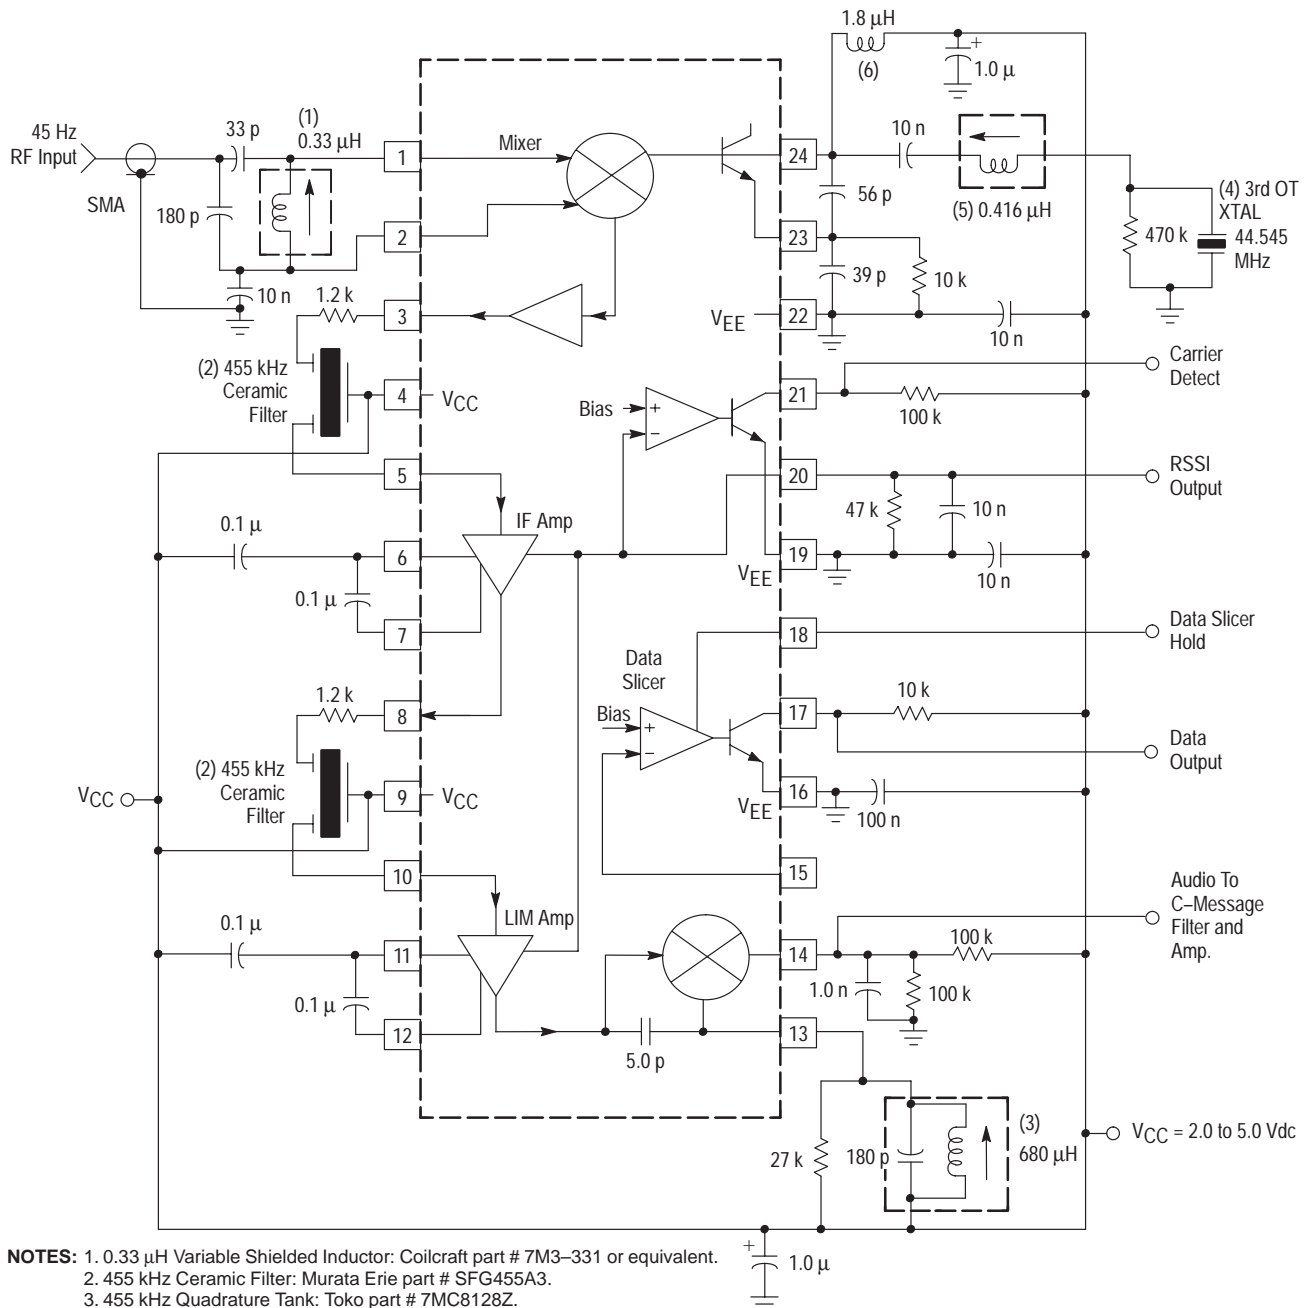 1.8 µH
(6)
+
1.0 µ
45 Hz
RF Input
SMA
33 p
(1)
0.33 µH
180 p
10 n
1
2
Mixer
24
10 n
(5) 0.416 µH
56 p
(4) 3rd OT
XTAL
44.545
MHz
470 k
23
39 p
10 k
VEE
22
10 n
1.2 k
3
(2) 455 kHz
Ceramic
Filter
4
VCC
Bias
+
–
21
100 k
Carrier
Detect
5
20
RSSI
Output
47 k
10 n
0.1 µ
6
IF Amp
VEE
19
10 n
0.1 µ
7
18
Data Slicer
Hold
Data
Slicer
1.2 k
8
Bias
+
–
17
10 k
Data
Output
(2) 455 kHz
Ceramic
Filter
VCC
9
VCC
VEE
16
100 n
10
15
Audio To
C–Message
Filter and
Amp.
0.1 µ
11
LIM Amp
14
100 k
1.0 n
100 k
0.1 µ
12
5.0 p
13
27 k
180 p
(3)
680 µH
VCC = 2.0 to 5.0 Vdc
+
1.0 µ
NOTES: 1. 0.33 µH Variable Shielded Inductor: Coilcraft part # 7M3–331 or equivalent.
2. 455 kHz Ceramic Filter: Murata Erie part # SFG455A3.
3. 455 kHz Quadrature Tank: Toko part # 7MC8128Z.